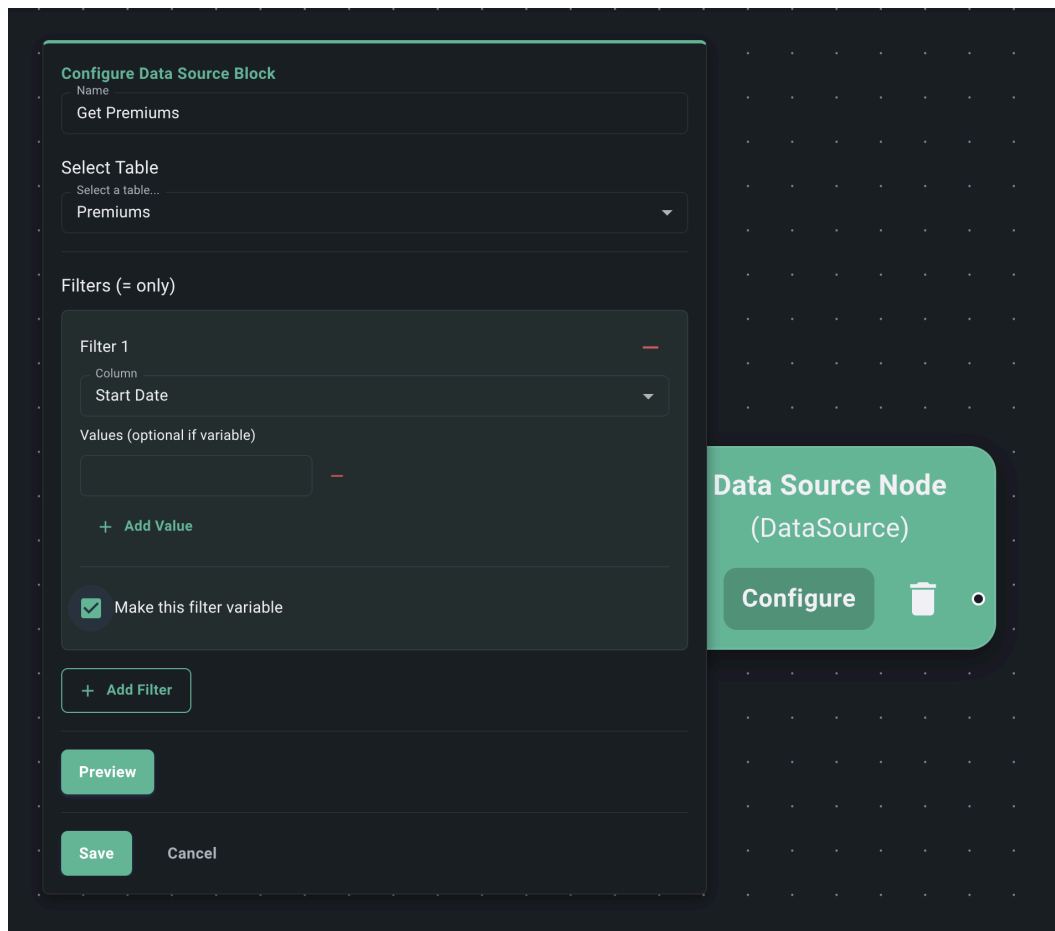 Configure Data Source Block
Name
Get Premiums
Select Table
Select a table...
Premiums
Filters (= only)
Filter 1
Column
Start Date
Values (optional if variable)
+ Add Value
Make this filter variable
+ Add Filter
Preview
Save
Cancel
Data Source Node
(DataSource)
Configure